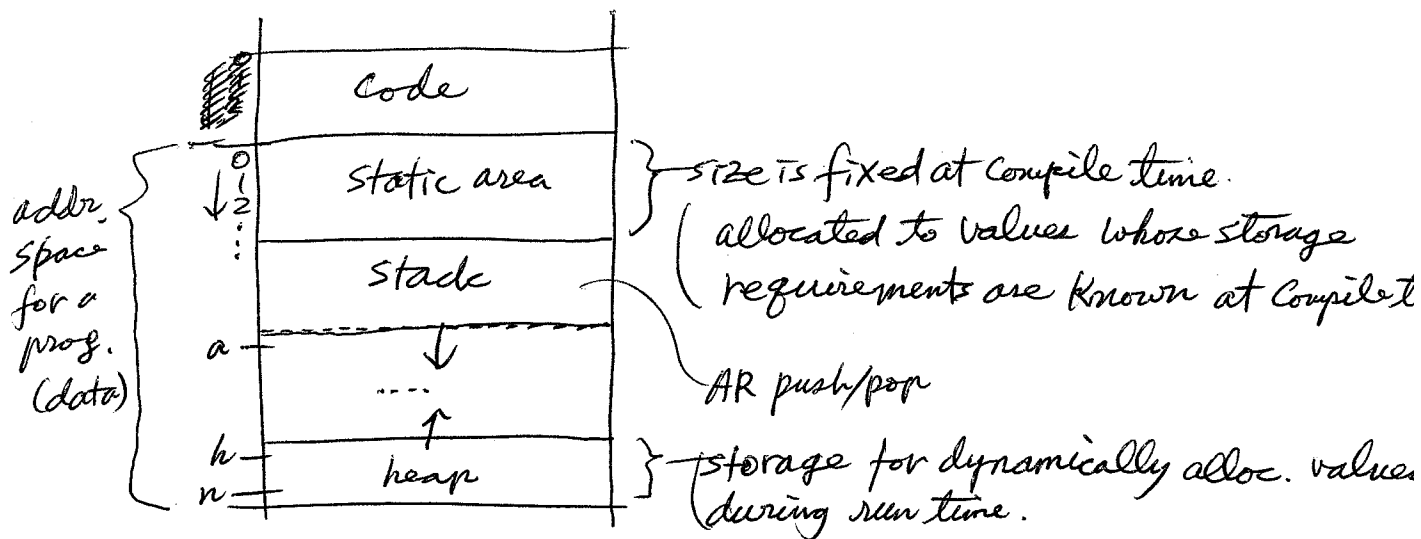 0
Code
0
1
2
static area
size is fixed at Compile time.
allocated to values whose storage
requirements are known at Compile t
addr.
space
for a
prog.
(data)
stack
a
AR push/pop
h
heap
n
storage for dynamically alloc. values
during run time.